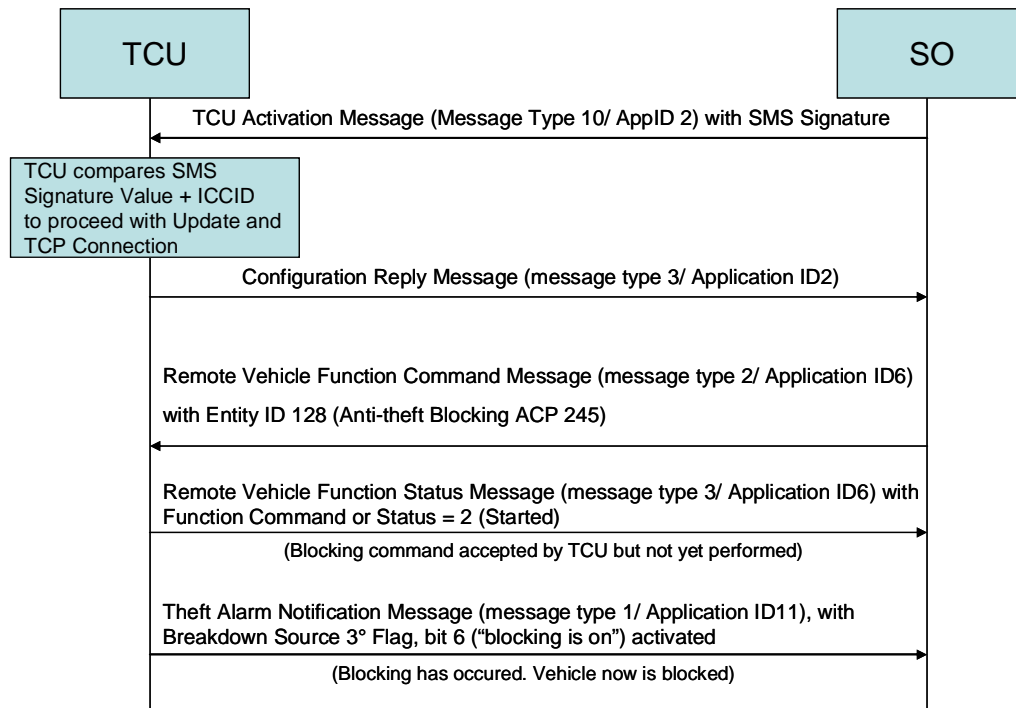 TCU
SO
TCU Activation Message (Message Type 10/ AppID 2) with SMS Signature
TCU compares SMS
Signature Value + ICCID
to proceed with Update and
TCP Connection
Configuration Reply Message (message type 3/ Application ID2)
Remote Vehicle Function Command Message (message type 2/ Application ID6)
with Entity ID 128 (Anti-theft Blocking ACP 245)
Remote Vehicle Function Status Message (message type 3/ Application ID6) with
Function Command or Status = 2 (Started)
(Blocking command accepted by TCU but not yet performed)
Theft Alarm Notification Message (message type 1/ Application ID11), with
Breakdown Source 3° Flag, bit 6 (“blocking is on”) activated
(Blocking has occured. Vehicle now is blocked)